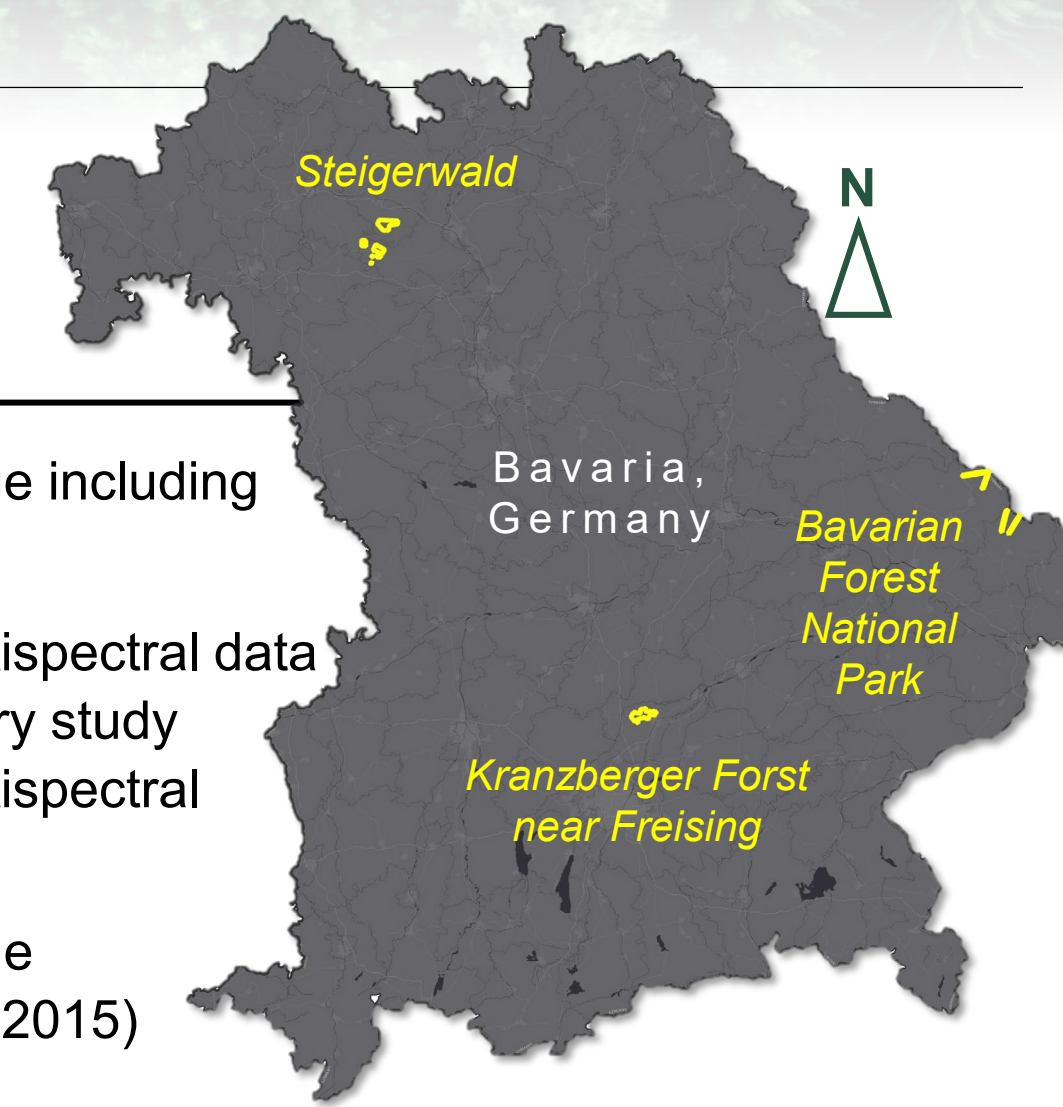 Steigerwald
N
e including
Bavaria,
Germany
Bavarian
Forest
National
Park
ispectral data
ry study
ispectral
Kranzberger Forst
near Freising
e
2015)